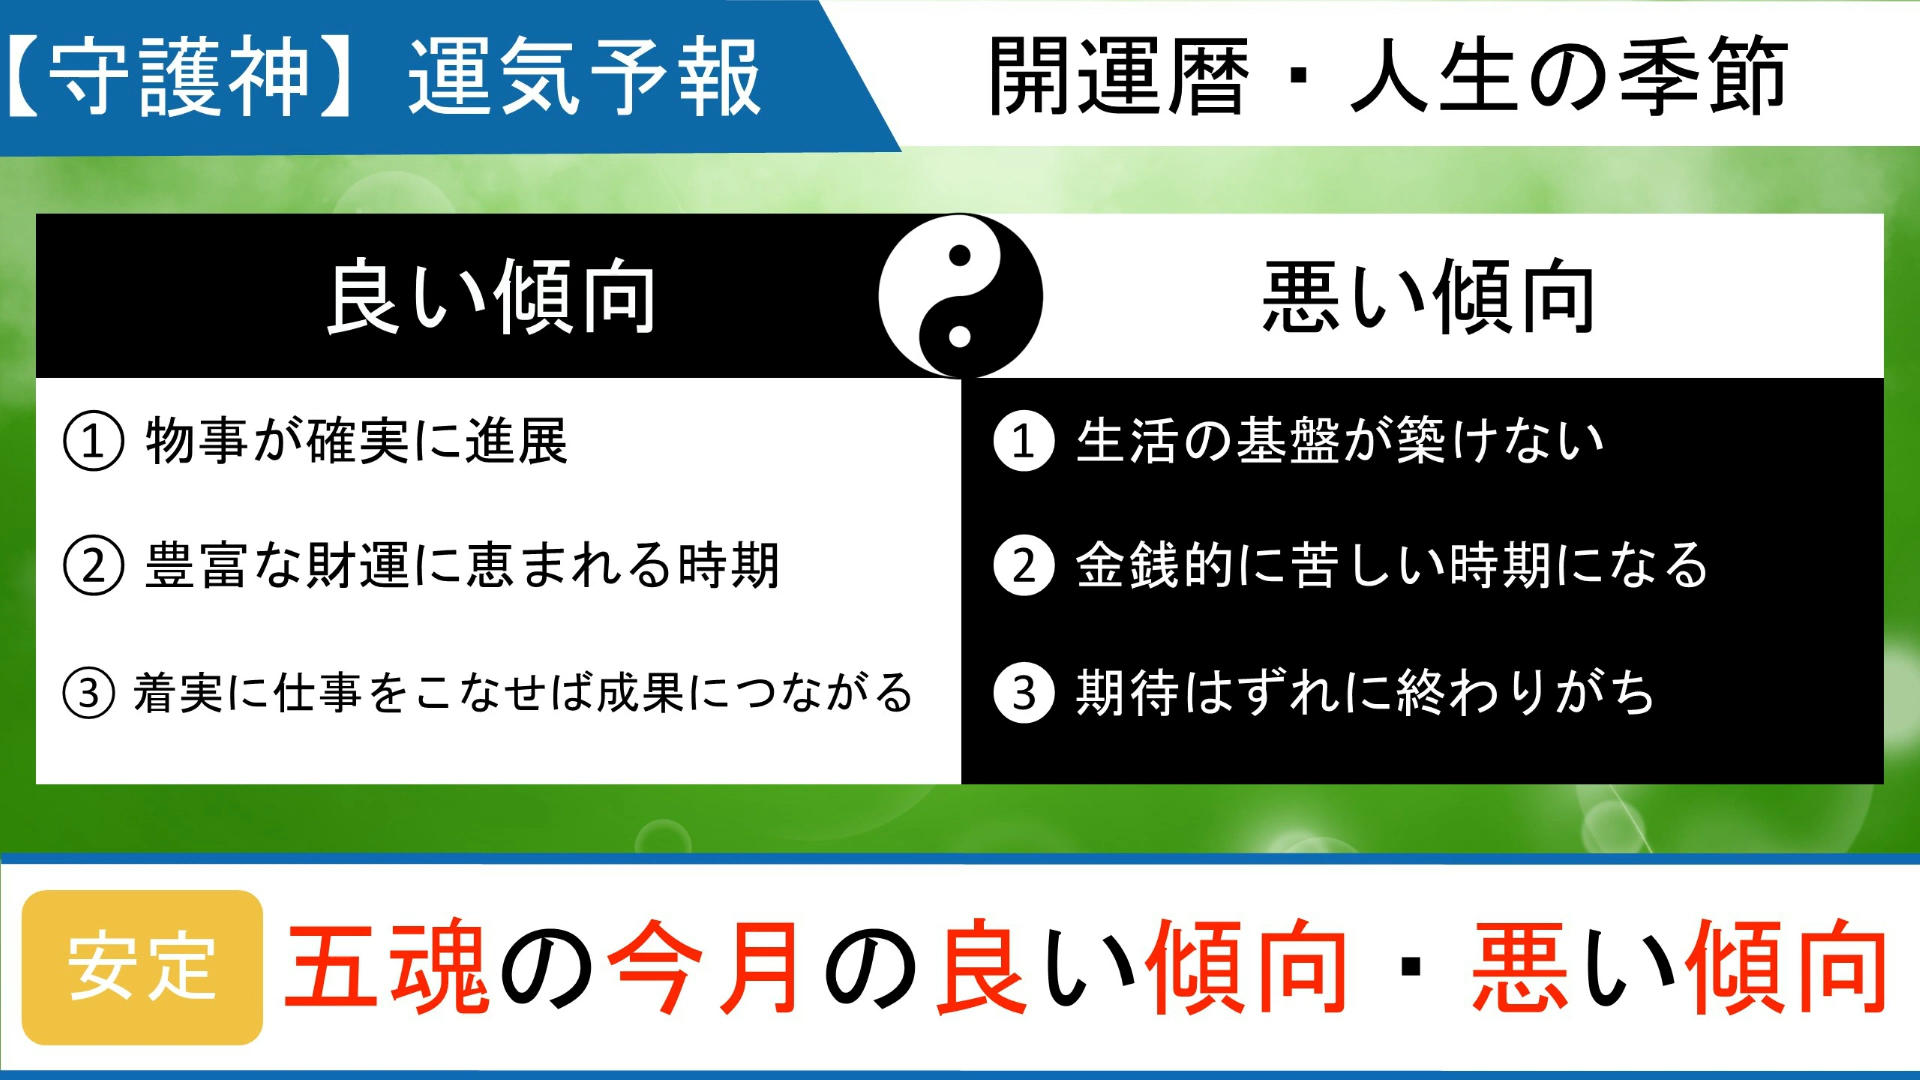 【守護神】運気予報
開運暦・人生の季節
良い傾向
悪い傾向
① 物事が確実に進展
② 豊富な財運に恵まれる時期
③ 着実に仕事をこなせば成果につながる
❶ 生活の基盤が築けない
❷ 金銭的に苦しい時期になる
❸ 期待はずれに終わりがち
安定
五魂の今月の良い傾向・悪い傾向